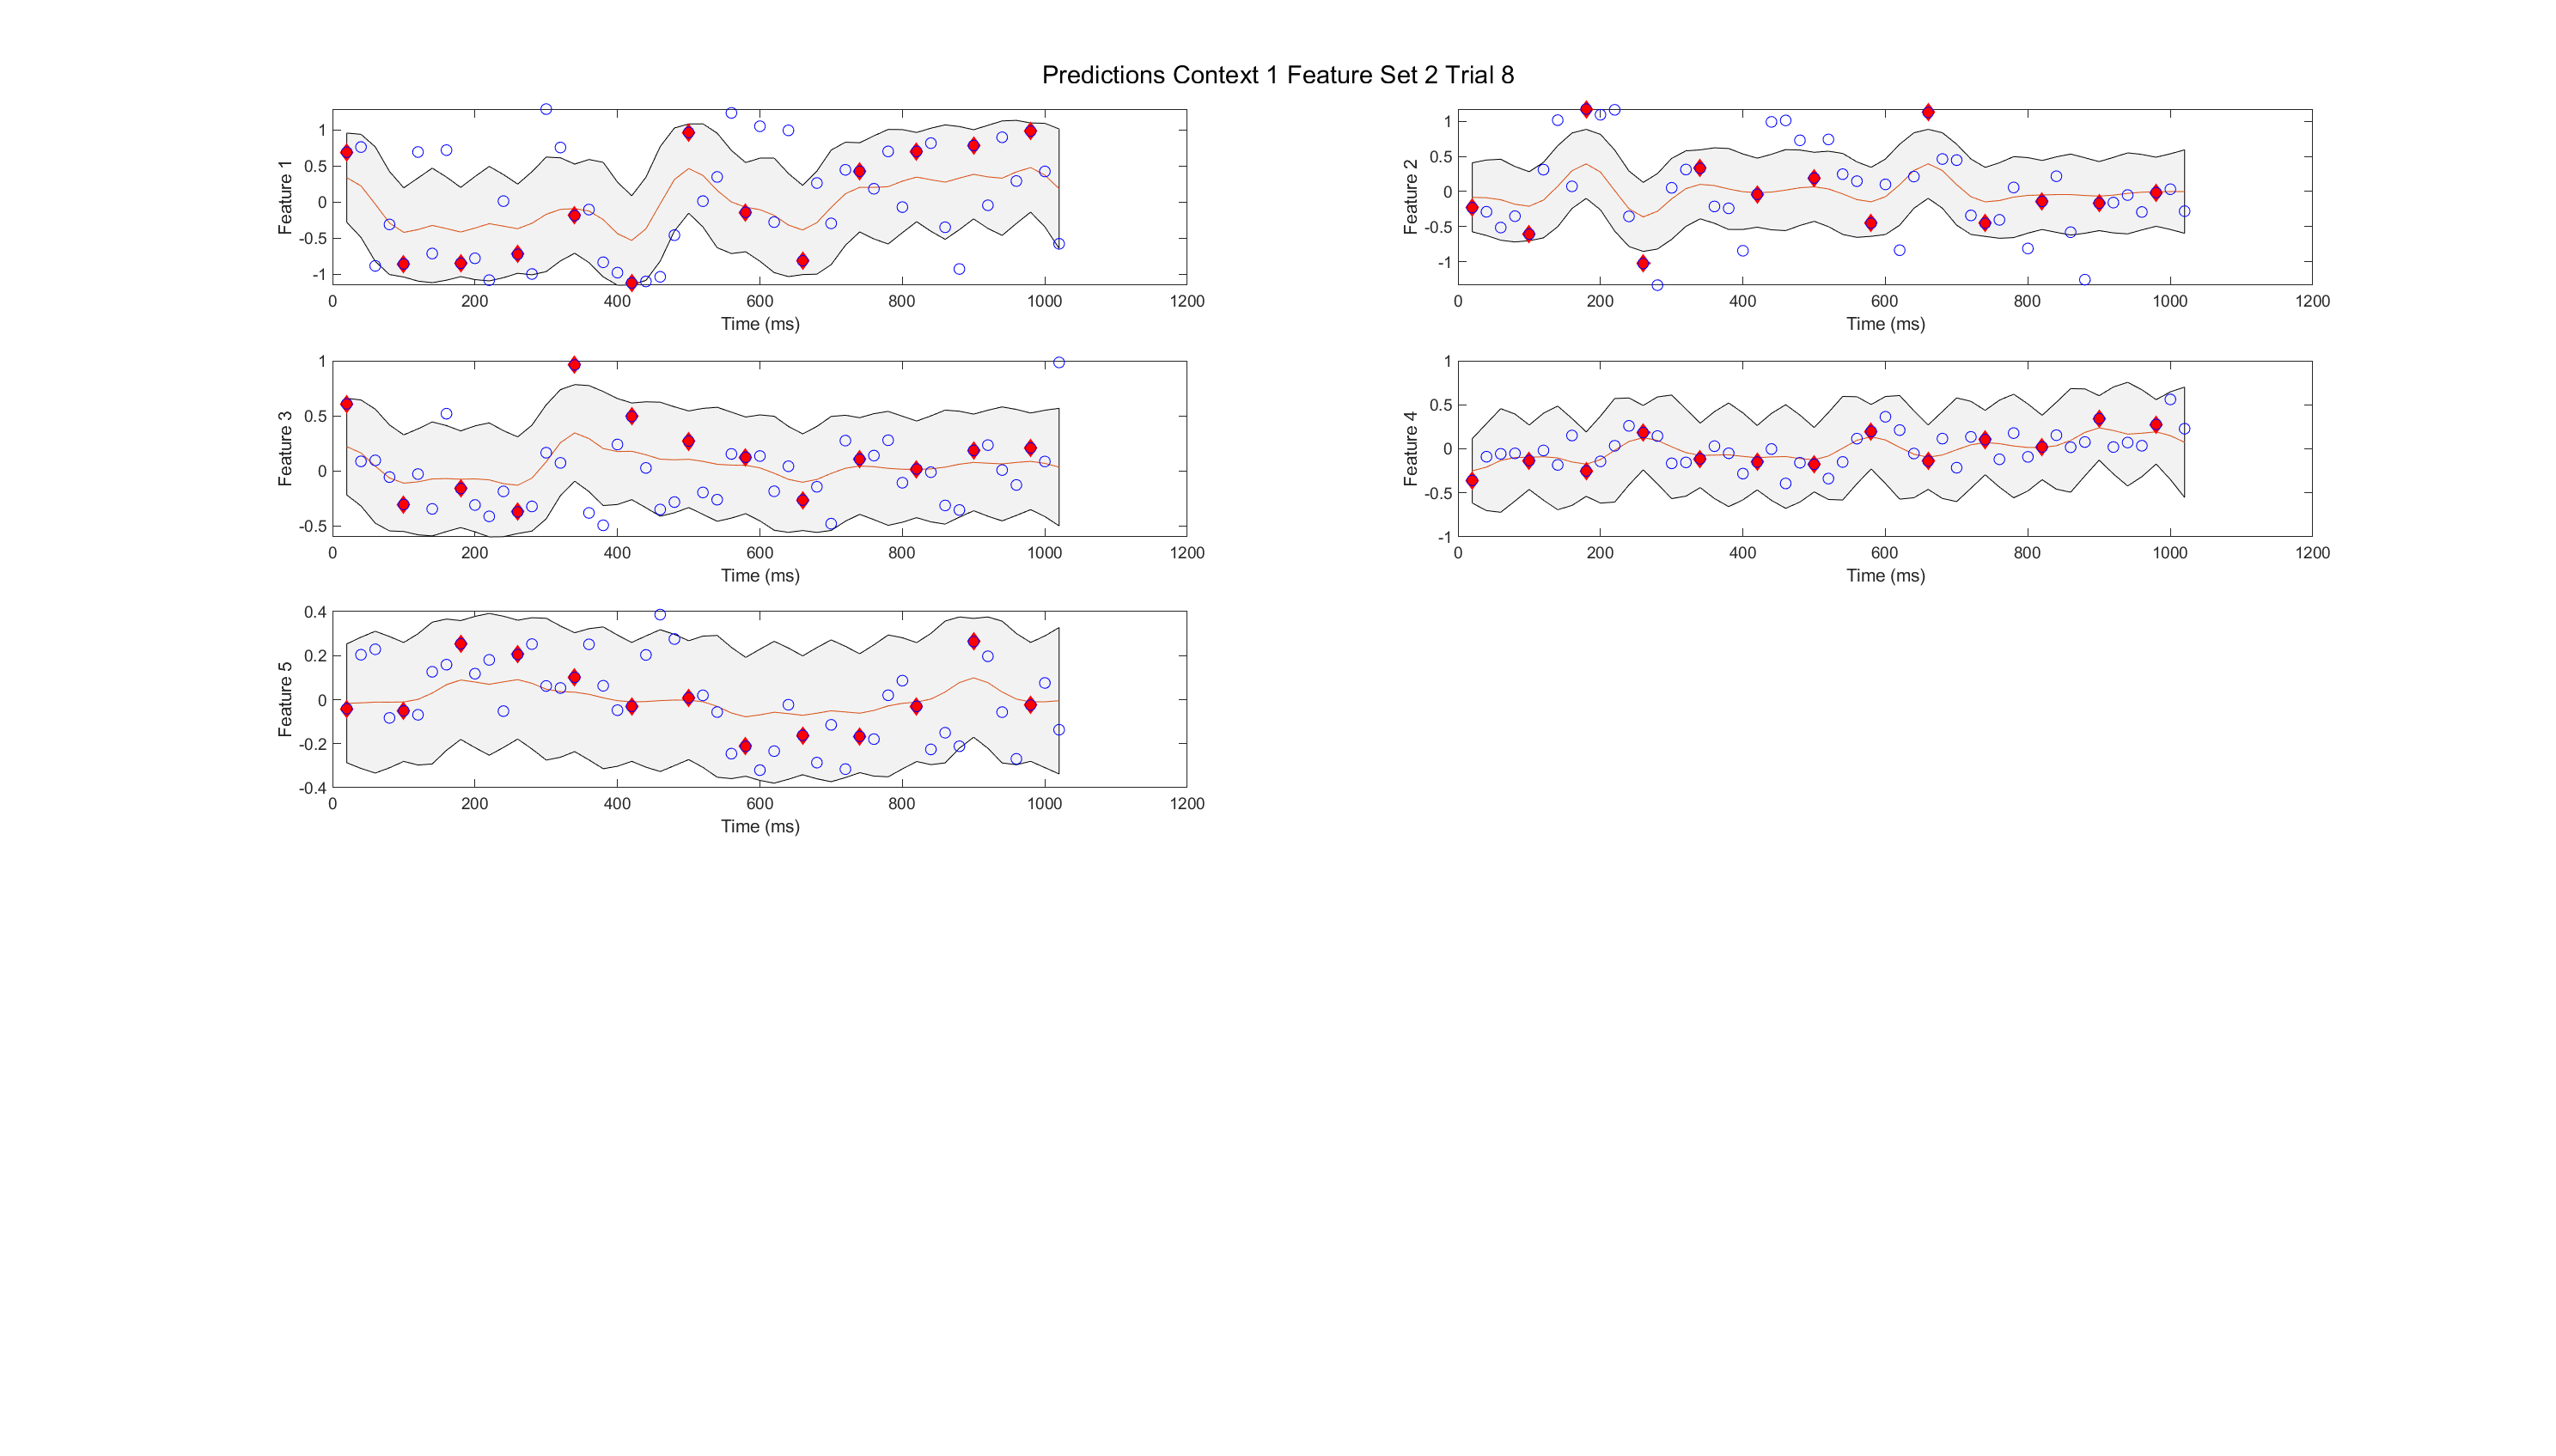 Predictions Context 1 Feature Set 2 Trial 8
Feature 1
1
0.5
0
-0.5
-1
0 200 400 600 800 1000 1200
Time (ms)
Feature 2
1
0.5
0
-0.5
-1
0 200 400 600 800 1000 1200
Time (ms)
Feature 3
1
0.5
0
-0.5
0 200 400 600 800 1000 1200
Time (ms)
Feature 4
1
0.5
0
-0.5
-1
0 200 400 600 800 1000 1200
Time (ms)
Feature 5
0.4
0.2
0
-0.2
-0.4
0 200 400 600 800 1000 1200
Time (ms)